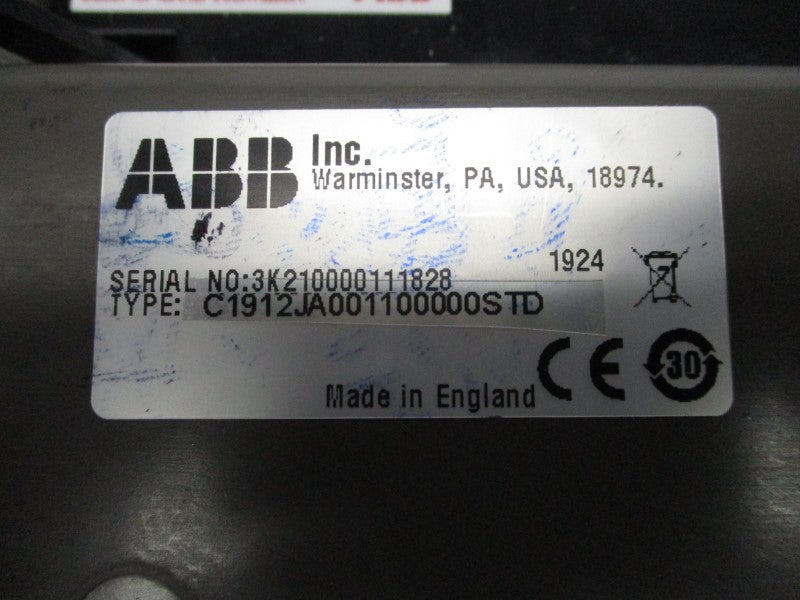 ABB Inc.
Warminster, PA, USA, 18974.
1924
SERIAL NO:3K210000111828
TYPE: C1912JA001100000STD
Made in England CE 30